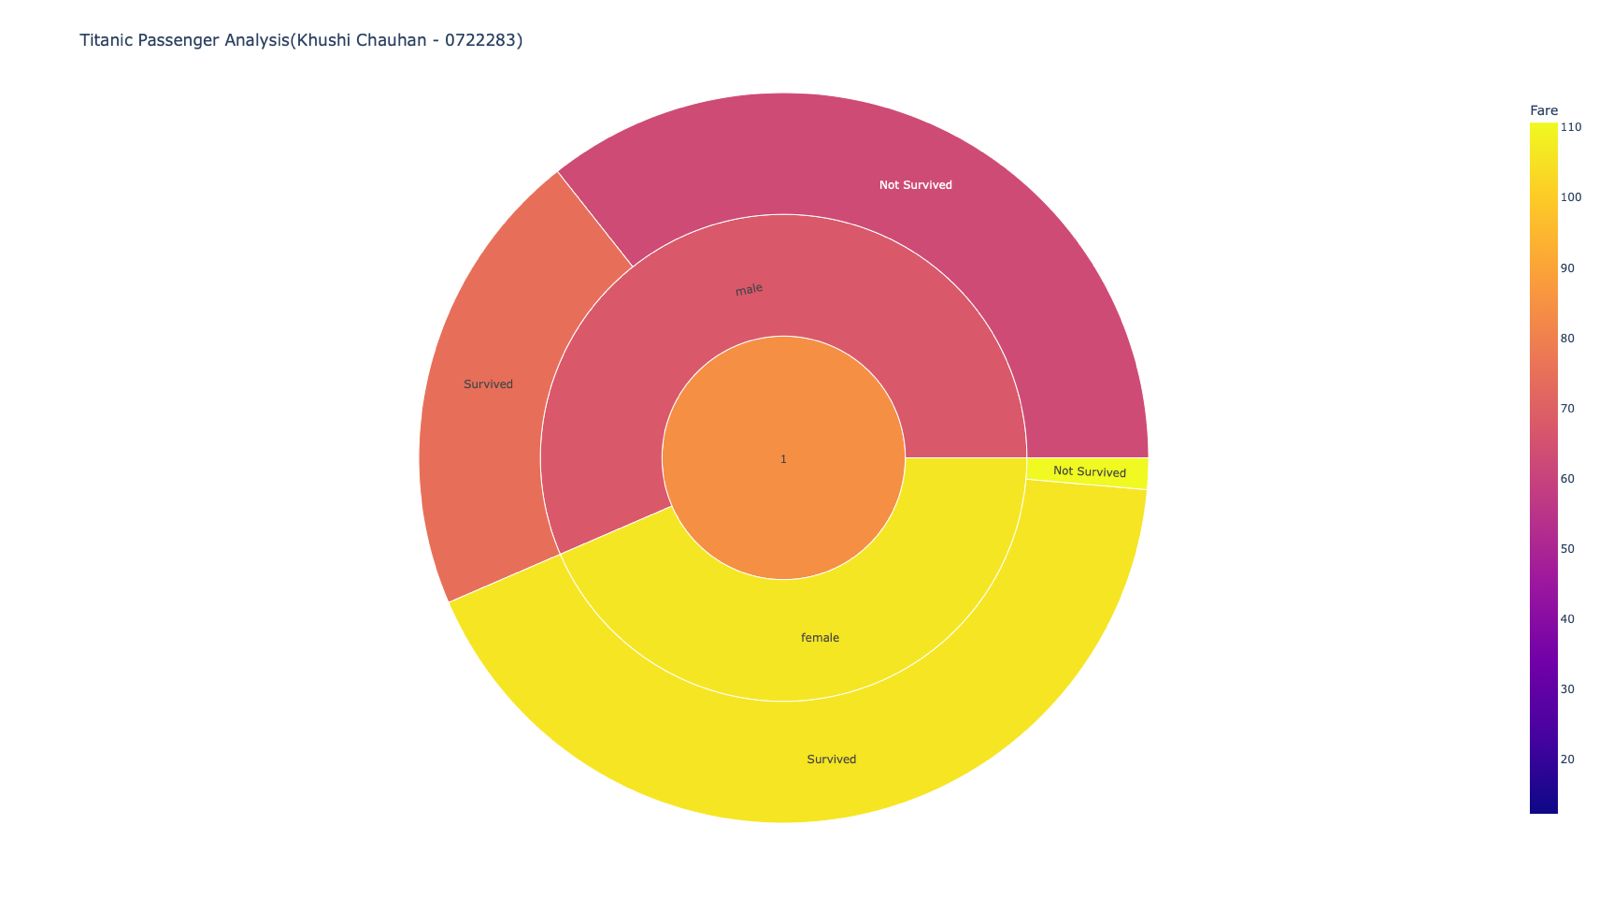 Titanic Passenger Analysis(Khushi Chauhan - 0722283)
Fare
110
100
90
80
70
60
50
40
30
20
Not Survived
male
Survived
1
Not Survived
female
Survived